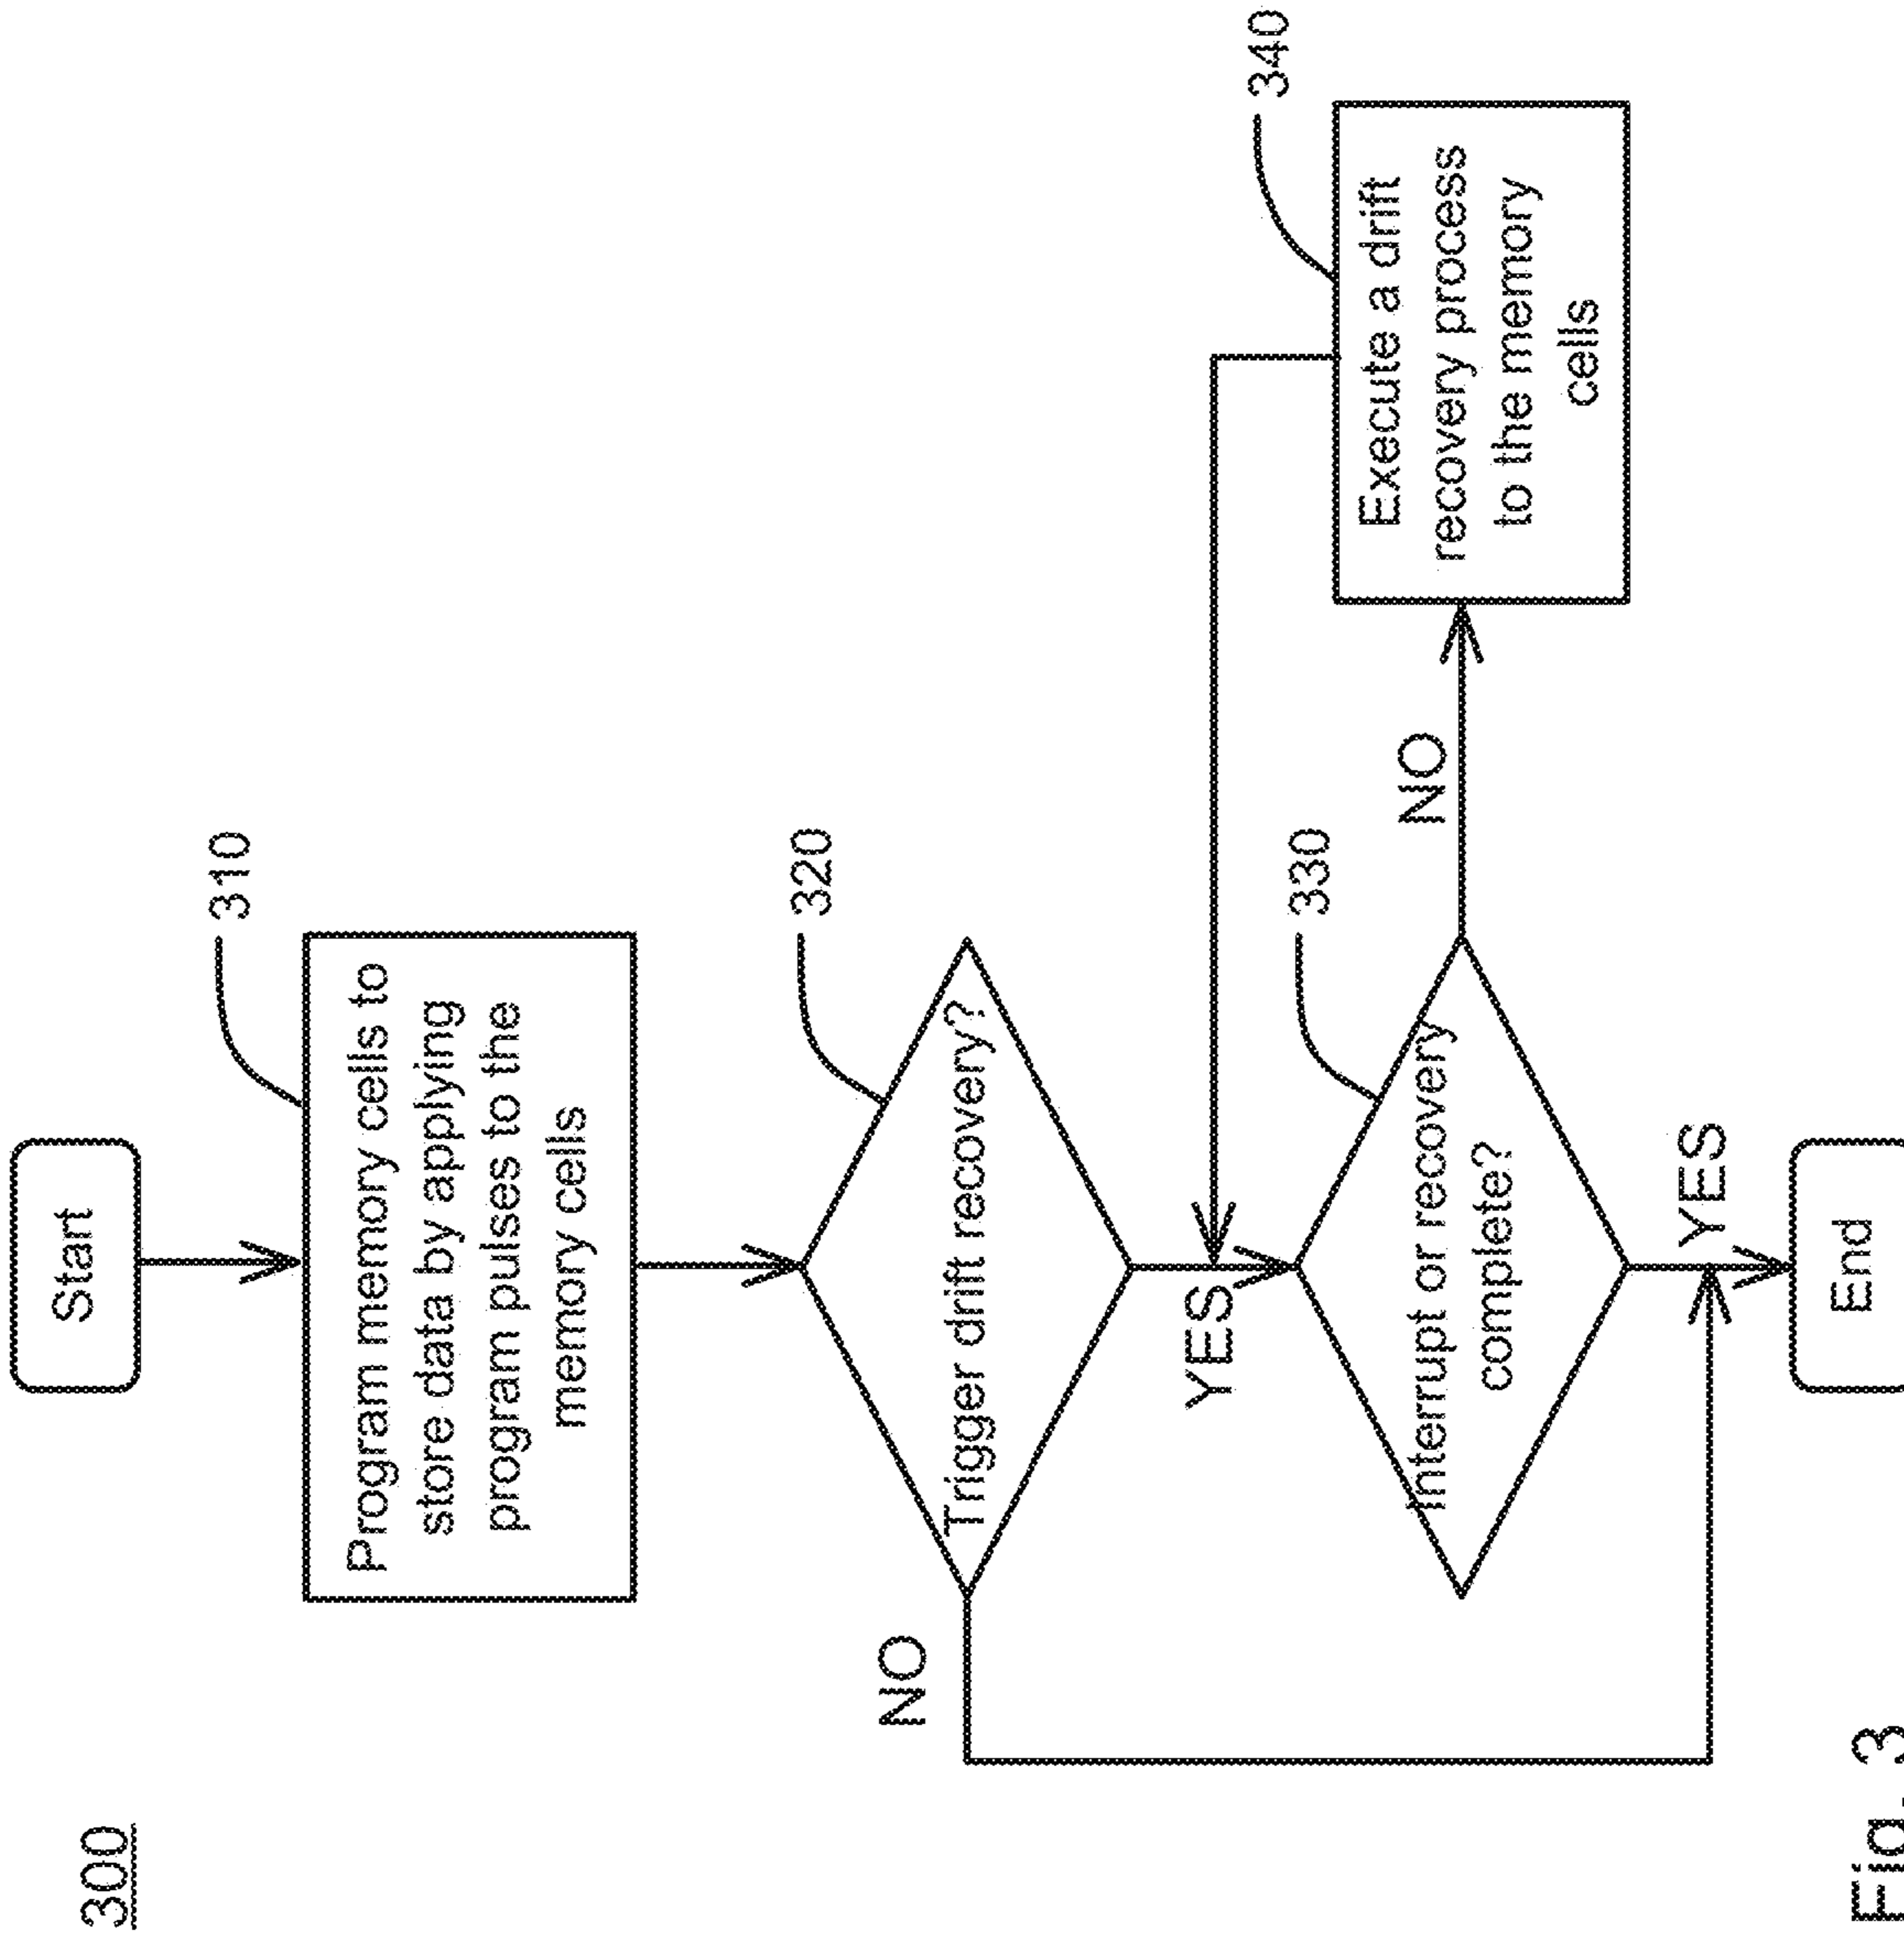 300
Start
310
Program memory cells to
store data by applying
program pulses to the
memory cells
320
Trigger drift recovery?
NO
YES
330
Interrupt or recovery
complete?
NO
340
Execute a drift
recovery process
to the memory
cells
YES
End
Fig. 3